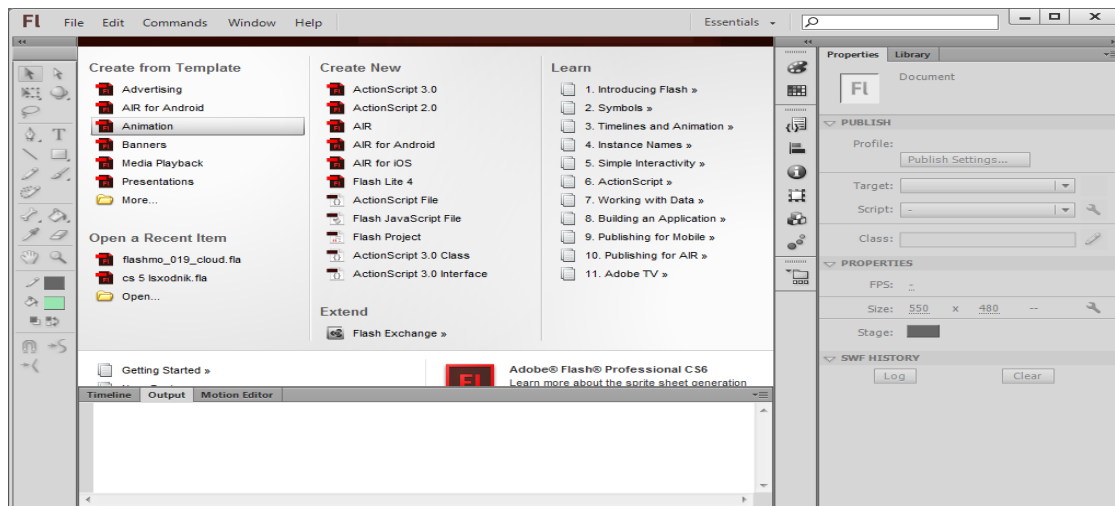 Fl File Edit Commands Window Help Essentials
Create from Template
Advertising
AIR for Android
Animation
Banners
Media Playback
Presentations
More...
Open a Recent Item
flashmo_019_cloud.fla
cs 5 lsxodnik.fla
Open...
Create New
ActionScript 3.0
ActionScript 2.0
AIR
AIR for Android
AIR for iOS
Flash Lite 4
ActionScript File
Flash JavaScript File
Flash Project
ActionScript 3.0 Class
ActionScript 3.0 Interface
Extend
Flash Exchange »
Learn
1. Introducing Flash »
2. Symbols »
3. Timelines and Animation »
4. Instance Names »
5. Simple Interactivity »
6. ActionScript »
7. Working with Data »
8. Building an Application »
9. Publishing for Mobile »
10. Publishing for AIR »
11. Adobe TV »
Getting Started »
Fl
Adobe® Flash® Professional CS6
Learn more about the sprite sheet generation
Timeline Output Motion Editor
Properties Library
Fl Document
PUBLISH
Profile:
Publish Settings...
Target:
Script: -
Class:
PROPERTIES
FPS: -
Size: 550 x 480 --
Stage:
SWF HISTORY
Log Clear